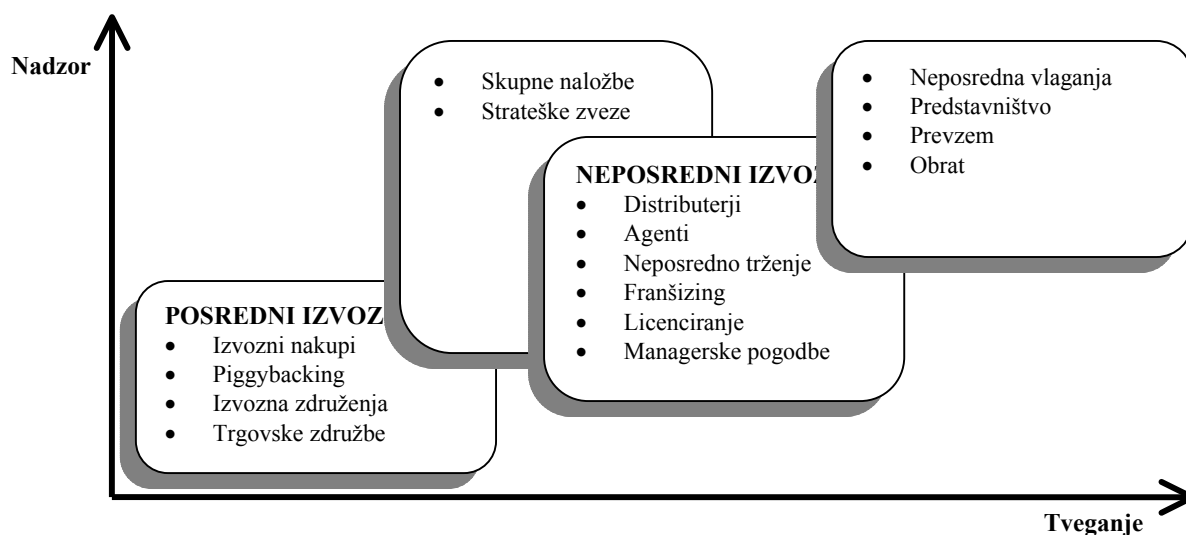 Nadzor
• Skupne naložbe
• Strateške zveze
• Neposredna vlaganja
• Predstavništvo
• Prevzem
• Obrat
NEPOSREDNI IZVOZ
• Distributerji
• Agenti
• Neposredno trženje
• Franšizing
• Licenciranje
• Managerske pogodbe
POSREDNI IZVOZ
• Izvozni nakupi
• Piggybacking
• Izvozna združenja
• Trgovske združbe
Tveganje